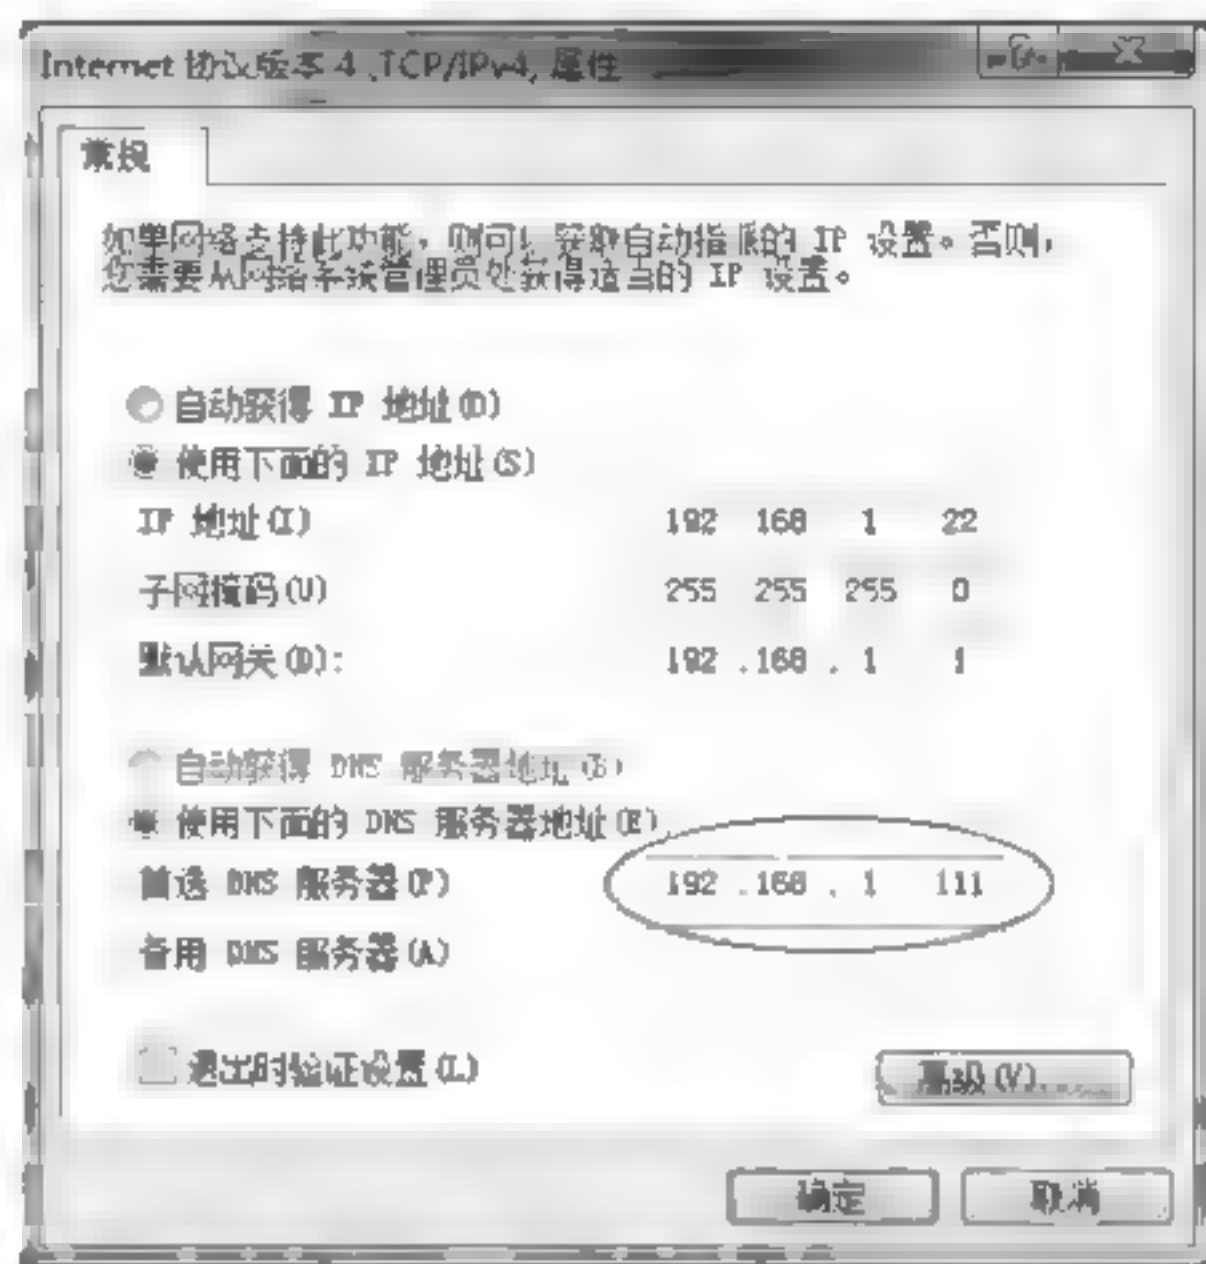 Internet 协议版本 4 (TCP/IPv4) 属性
常规
如果网络支持此功能,则可以获取自动指派的 IP 设置。否则,
您需要从网络系统管理员处获得适当的 IP 设置。
自动获得 IP 地址(O)
使用下面的 IP 地址(S)
IP 地址(I) 192 168 1 22
子网掩码(U) 255 255 255 0
默认网关(D): 192 .168 . 1 1
自动获得 DNS 服务器地址(B)
使用下面的 DNS 服务器地址(E)
首选 DNS 服务器(P) 192 .168 . 1 111
备用 DNS 服务器(A)
退出时验证设置(L)
高级(V)...
确定
取消